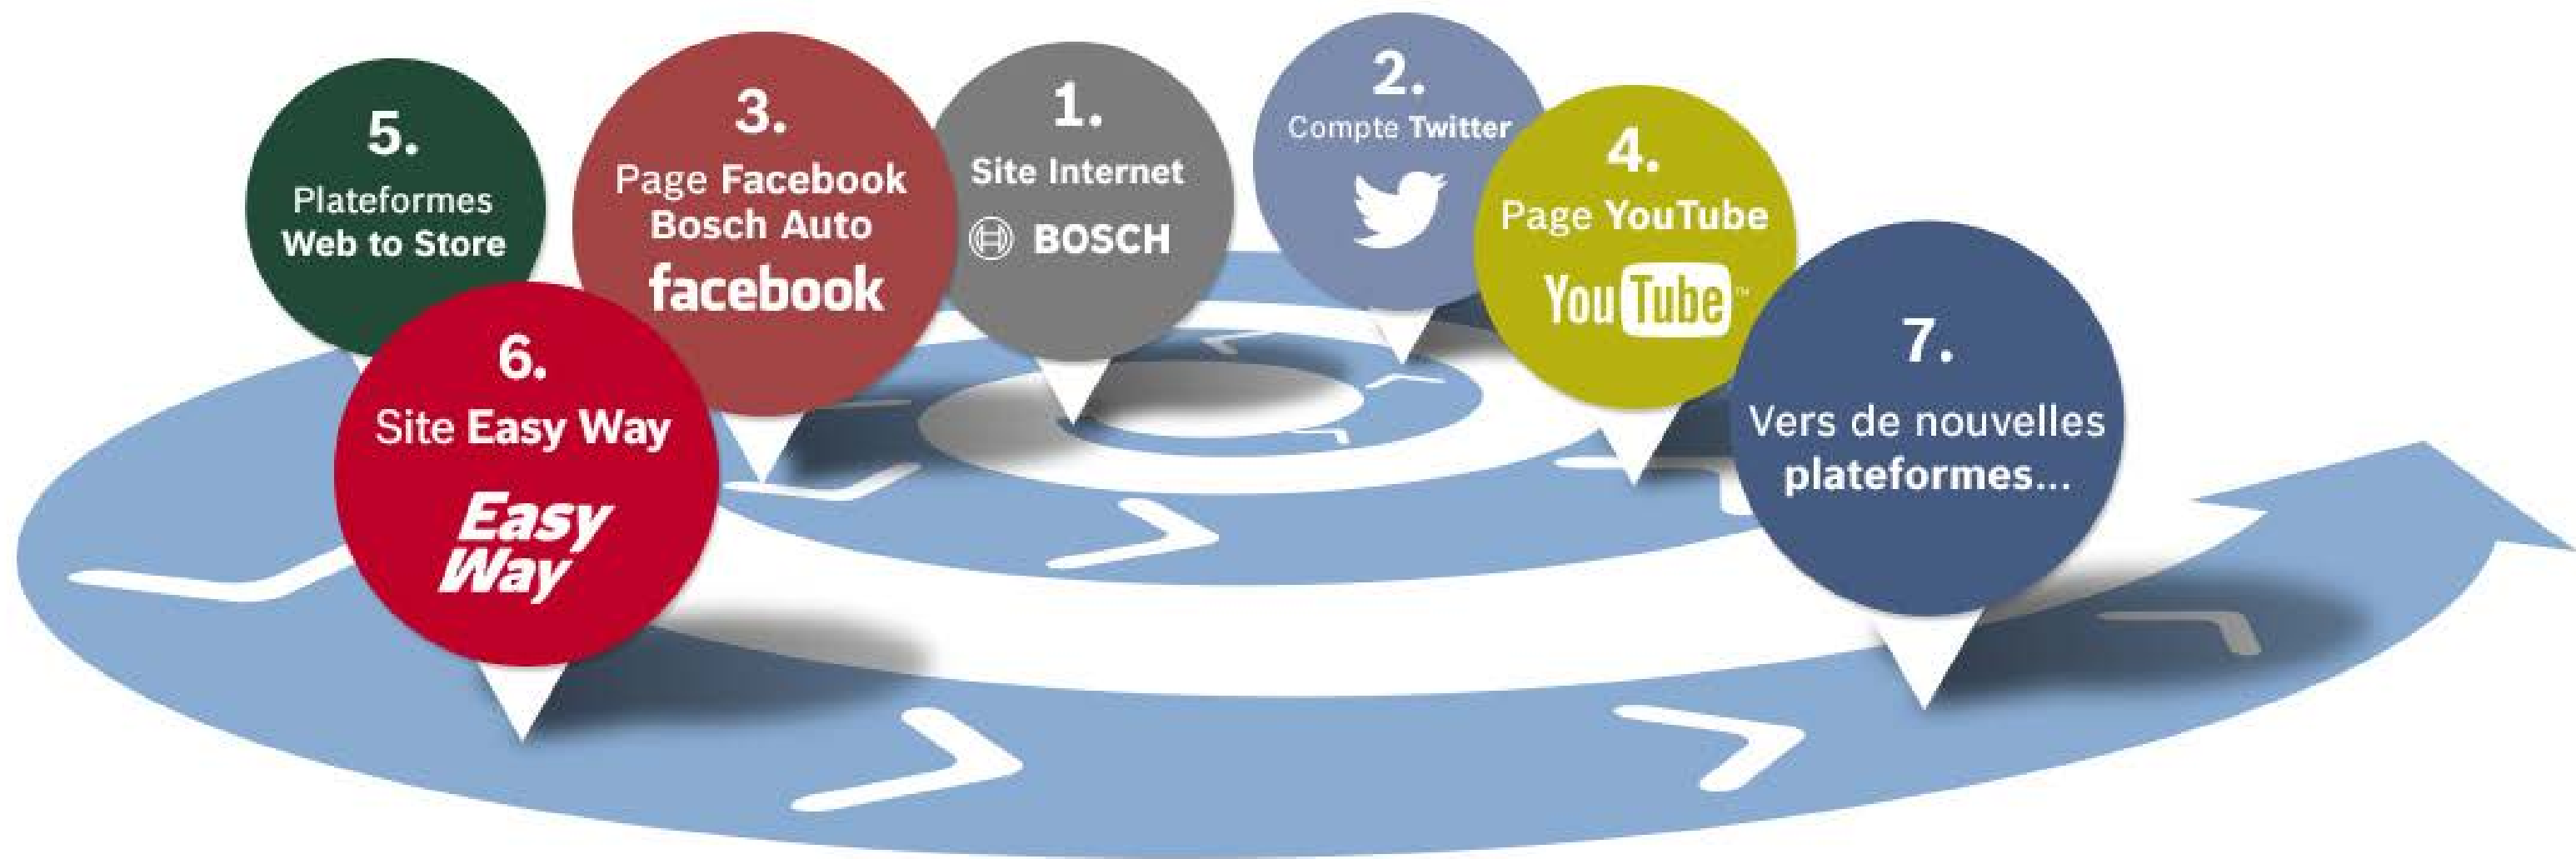 1.
Site Internet
BOSCH
2.
Compte Twitter
3.
Page Facebook
Bosch Auto
facebook
4.
Page YouTube
YouTube™
5.
Plateformes
Web to Store
6.
Site Easy Way
Easy
Way
7.
Vers de nouvelles
plateformes...